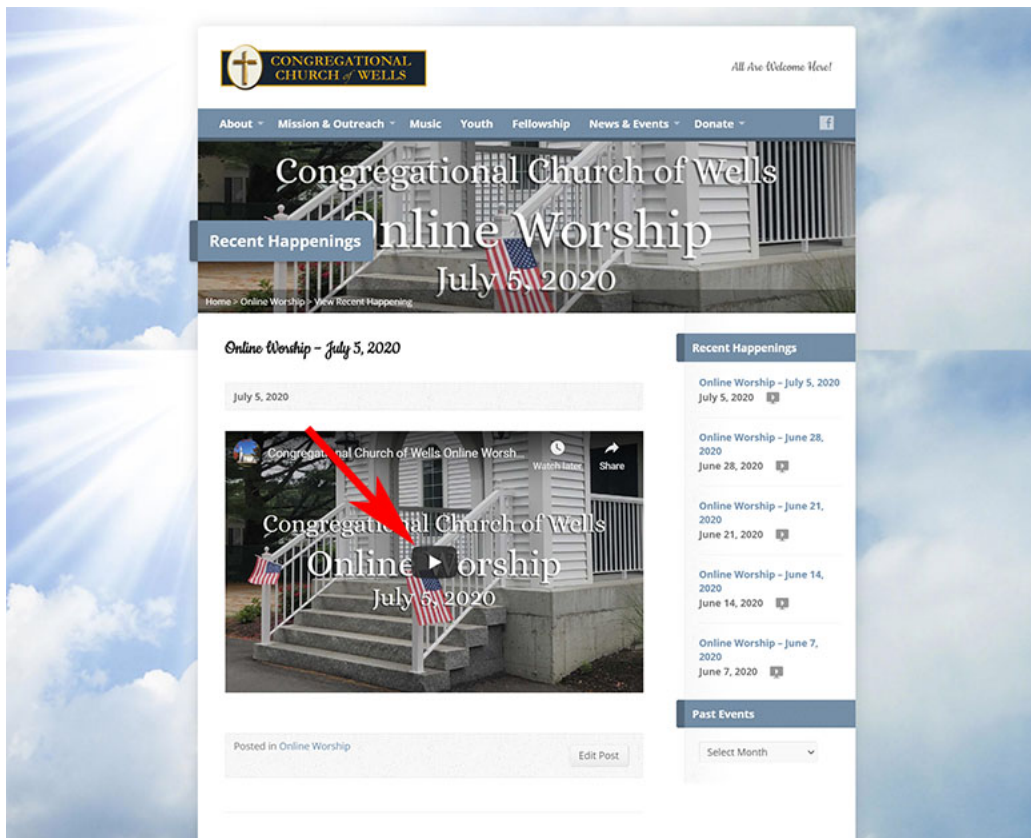 CONGREGATIONAL
CHURCH of WELLS
All Are Welcome Here!
About Mission & Outreach Music Youth Fellowship News & Events Donate f
Congregational Church of Wells
Online Worship
July 5, 2020
Recent Happenings
Home > Online Worship > View Recent Happening
Online Worship – July 5, 2020
July 5, 2020
Congregational Church of Wells Online Worsh...
Watch later
Share
Congregational Church of Wells
Online Worship
July 5, 2020
Posted in Online Worship
Edit Post
Recent Happenings
Online Worship – July 5, 2020
July 5, 2020
Online Worship – June 28,
2020
June 28, 2020
Online Worship – June 21,
2020
June 21, 2020
Online Worship – June 14,
2020
June 14, 2020
Online Worship – June 7,
2020
June 7, 2020
Past Events
Select Month